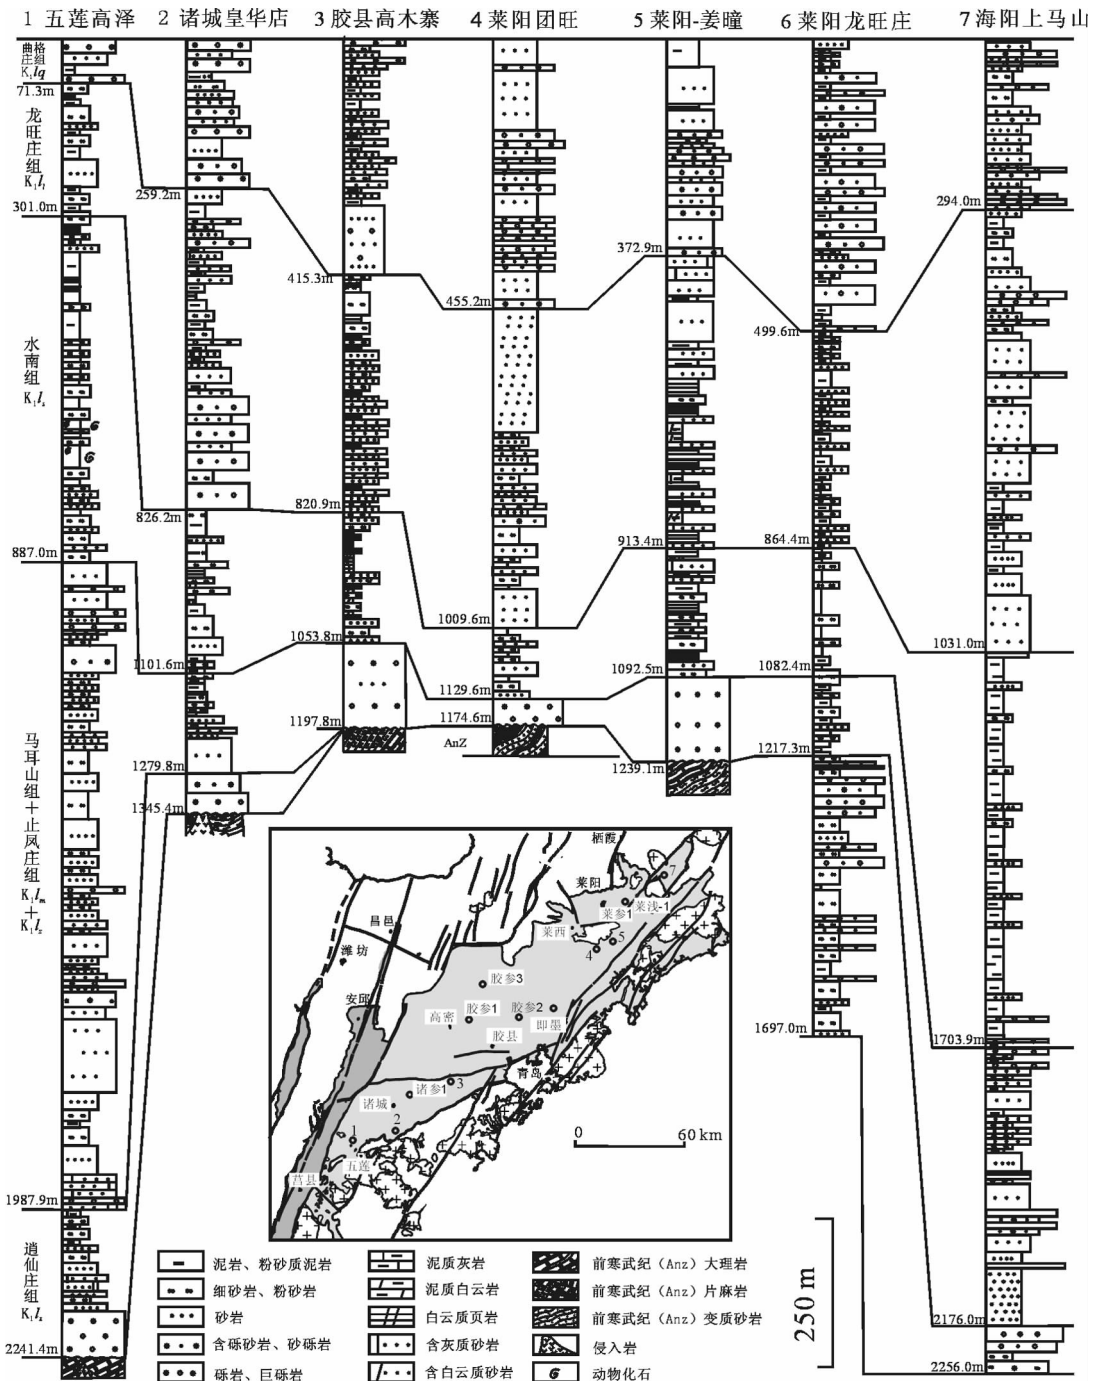 1 五莲高泽 2 诸城皇华店 3 胶县高木寨 4 莱阳团旺 5 莱阳-姜疃 6 莱阳龙旺庄 7 海阳上马山
曲格庄组
K₁lq
71.3m
龙旺庄组
K₁lₗ
301.0m
水南组
K₁lₛ
887.0m
马耳山组+止凤庄组
K₁lₘ
+
K₁l_z
1987.9m
逍仙庄组
2241.4m
259.2m
826.2m
1101.6m
1279.8m
1345.4m
415.3m
820.9m
1053.8m
1197.8m
455.2m
1009.6m
1129.6m
1174.6m
AnZ
372.9m
913.4m
1092.5m
1239.1m
499.6m
864.4m
1082.4m
1217.3m
1697.0m
294.0m
1031.0m
1703.9m
2176.0m
2256.0m
栖霞
莱阳
7
莱参1
莱浅-1
昌邑
莱西
5
4
潍坊
胶参3
安邱
高密
胶参1
胶参2
即墨
胶县
青岛
诸参1
3
诸城
2
1
五莲
莒县
0 60 km
250 m
泥岩、粉砂质泥岩
细砂岩、粉砂岩
砂岩
含砾砂岩、砂砾岩
砾岩、巨砾岩
泥质灰岩
泥质白云岩
白云质页岩
含灰质砂岩
含白云质砂岩
前寒武纪（Anz）大理岩
前寒武纪（Anz）片麻岩
前寒武纪（Anz）变质砂岩
侵入岩
动物化石